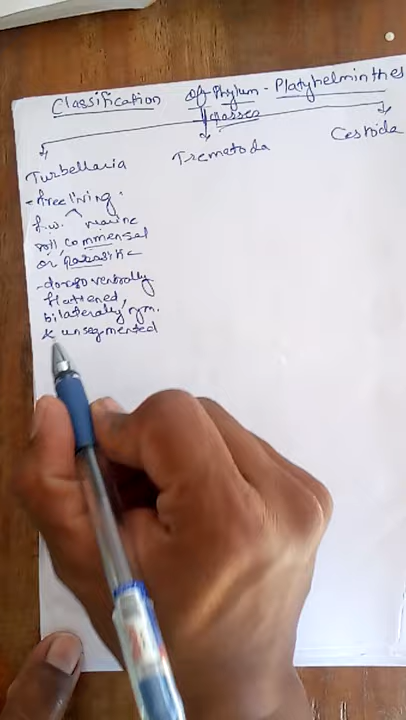 Classification of Phylum - Platyhelminthes
Classes
Turbellaria
Trematoda
Cestoda
- free living.
f.w. marine
soil commensal
or parasitic
- dorso ventrally
flattened,
bilaterally sym.
& unsegmented